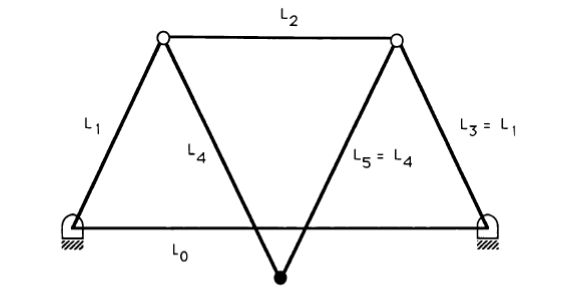 L₂
L₁
L₃ = L₁
L₄
L₅ = L₄
L₀